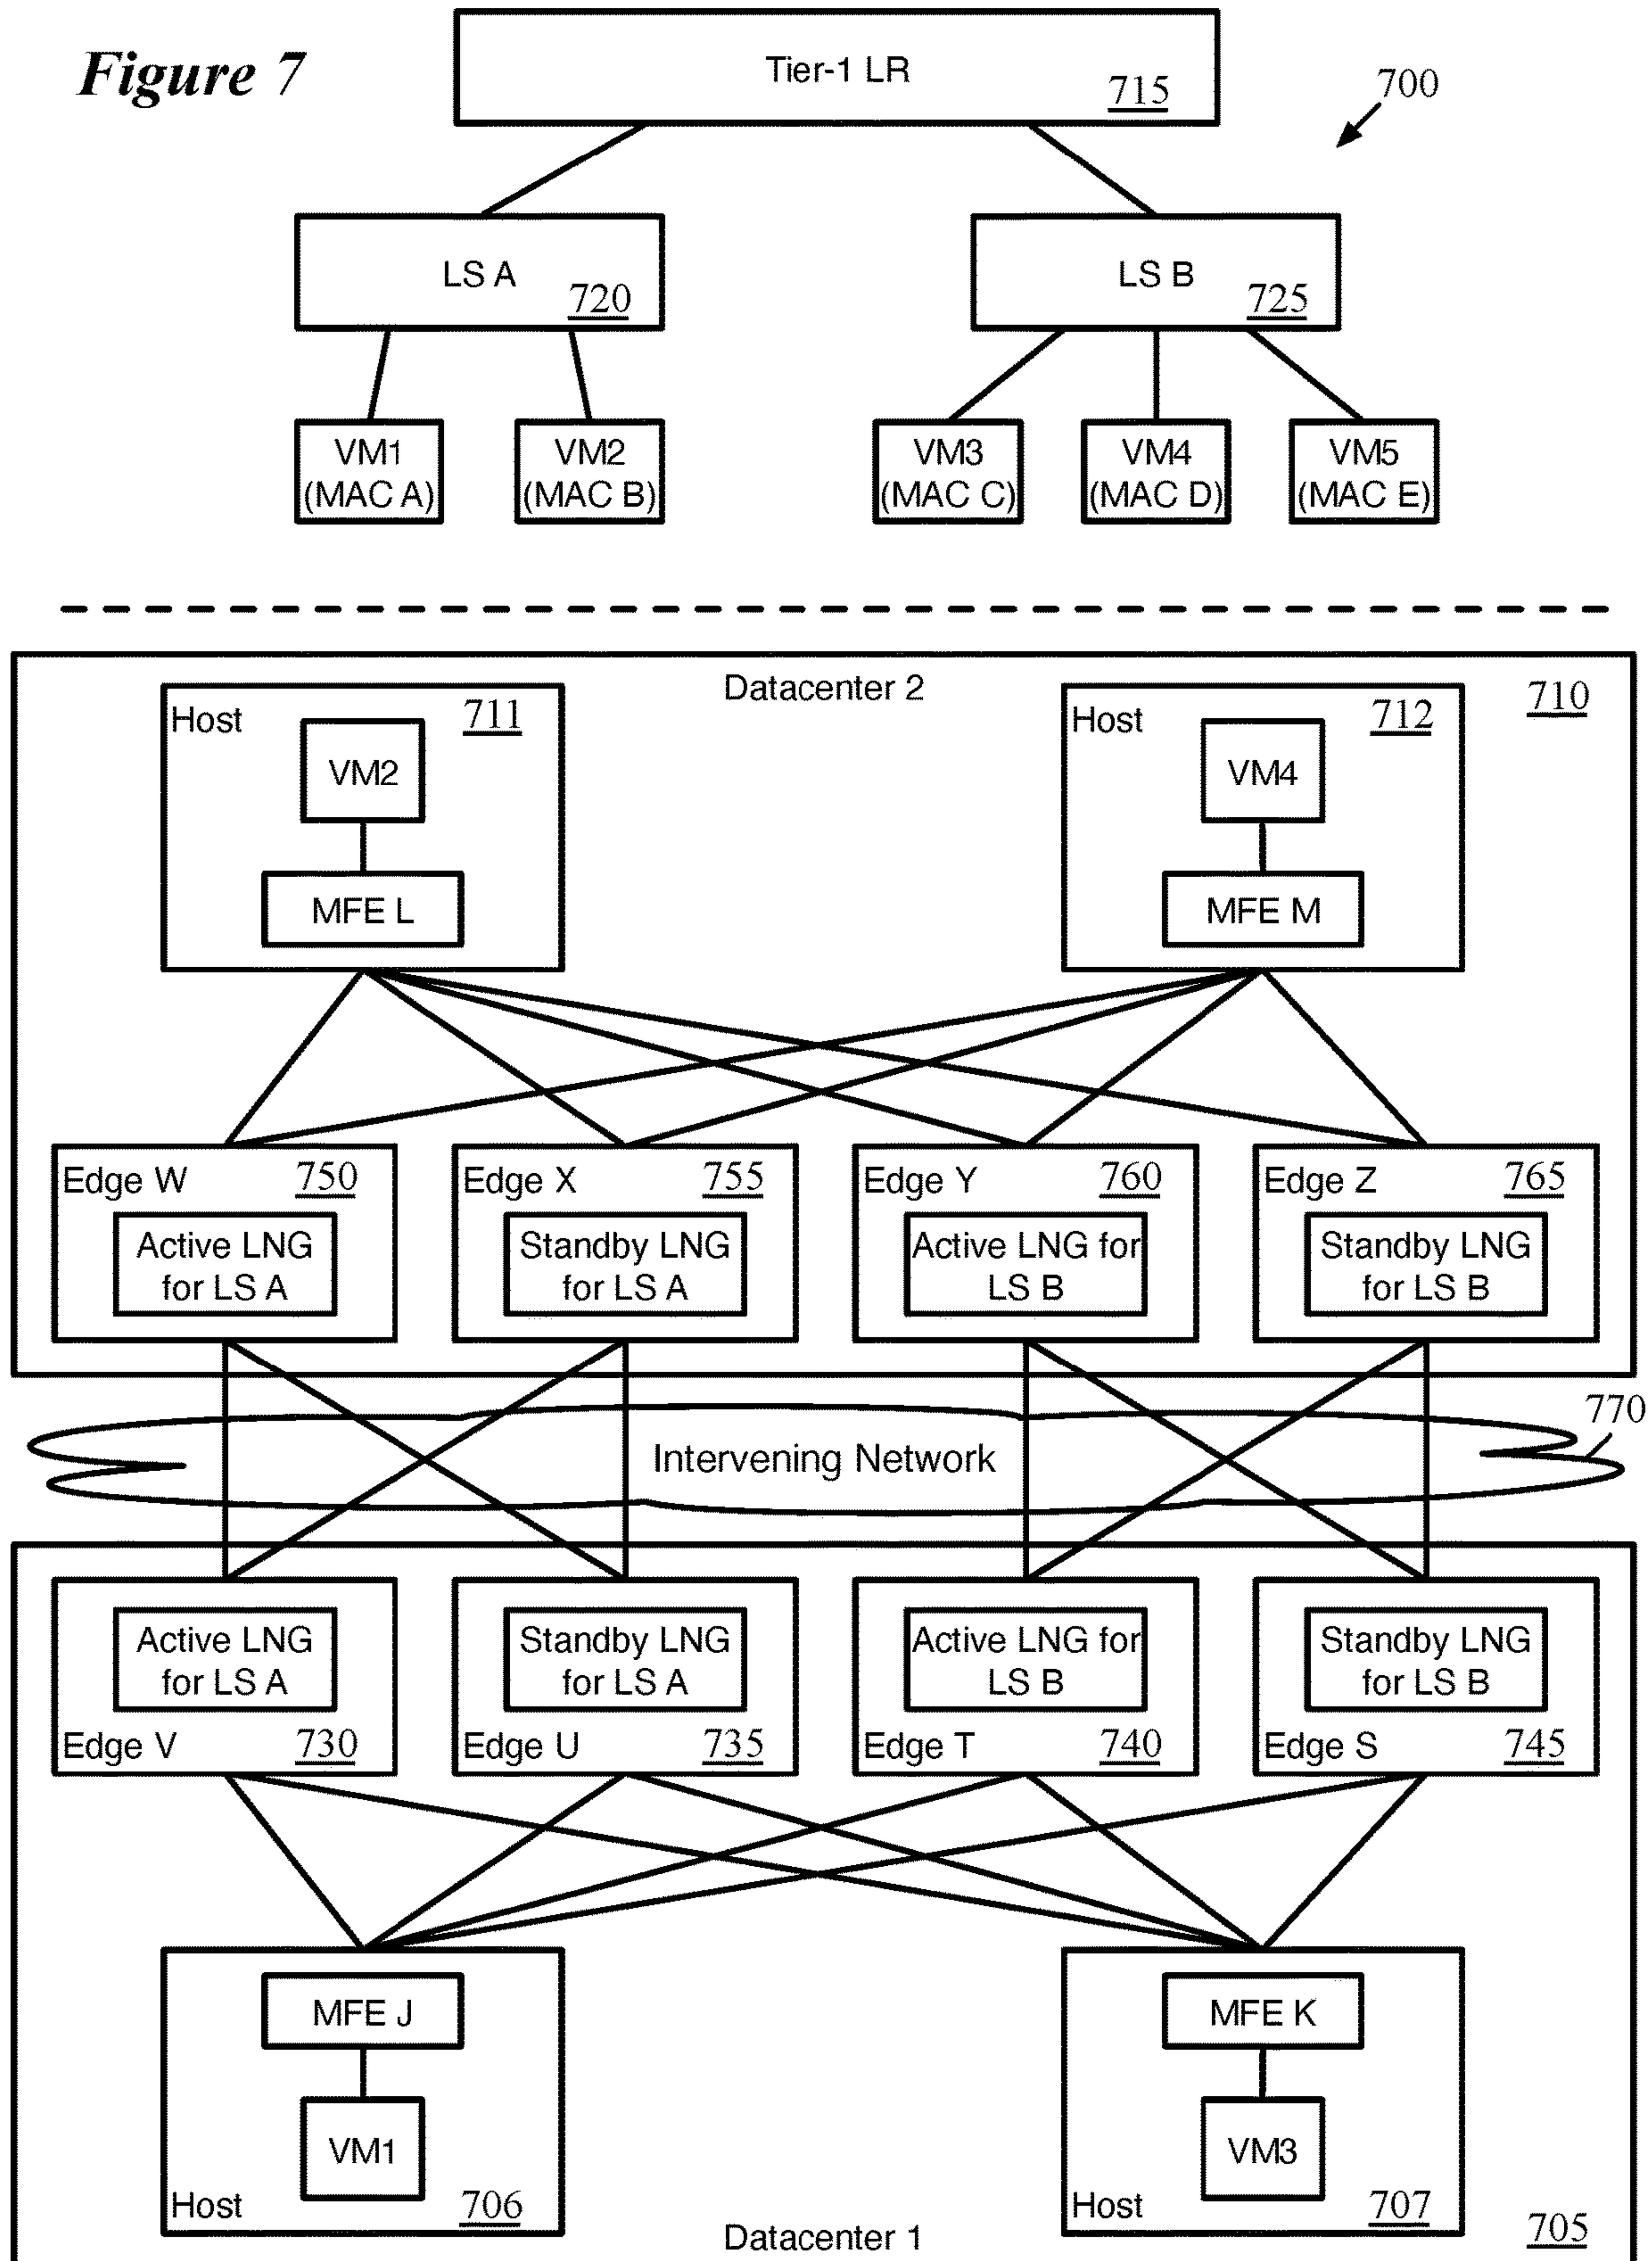 Figure 7
Tier-1 LR
715
700
LS A
720
LS B
725
VM1
(MAC A)
VM2
(MAC B)
VM3
(MAC C)
VM4
(MAC D)
VM5
(MAC E)
Datacenter 2
710
Host
711
VM2
MFE L
Host
712
VM4
MFE M
Edge W
750
Active LNG
for LS A
Edge X
755
Standby LNG
for LS A
Edge Y
760
Active LNG for
LS B
Edge Z
765
Standby LNG
for LS B
770
Intervening Network
Active LNG
for LS A
Edge V
730
Standby LNG
for LS A
Edge U
735
Active LNG for
LS B
Edge T
740
Standby LNG
for LS B
Edge S
745
MFE J
VM1
Host
706
MFE K
VM3
Host
707
Datacenter 1
705